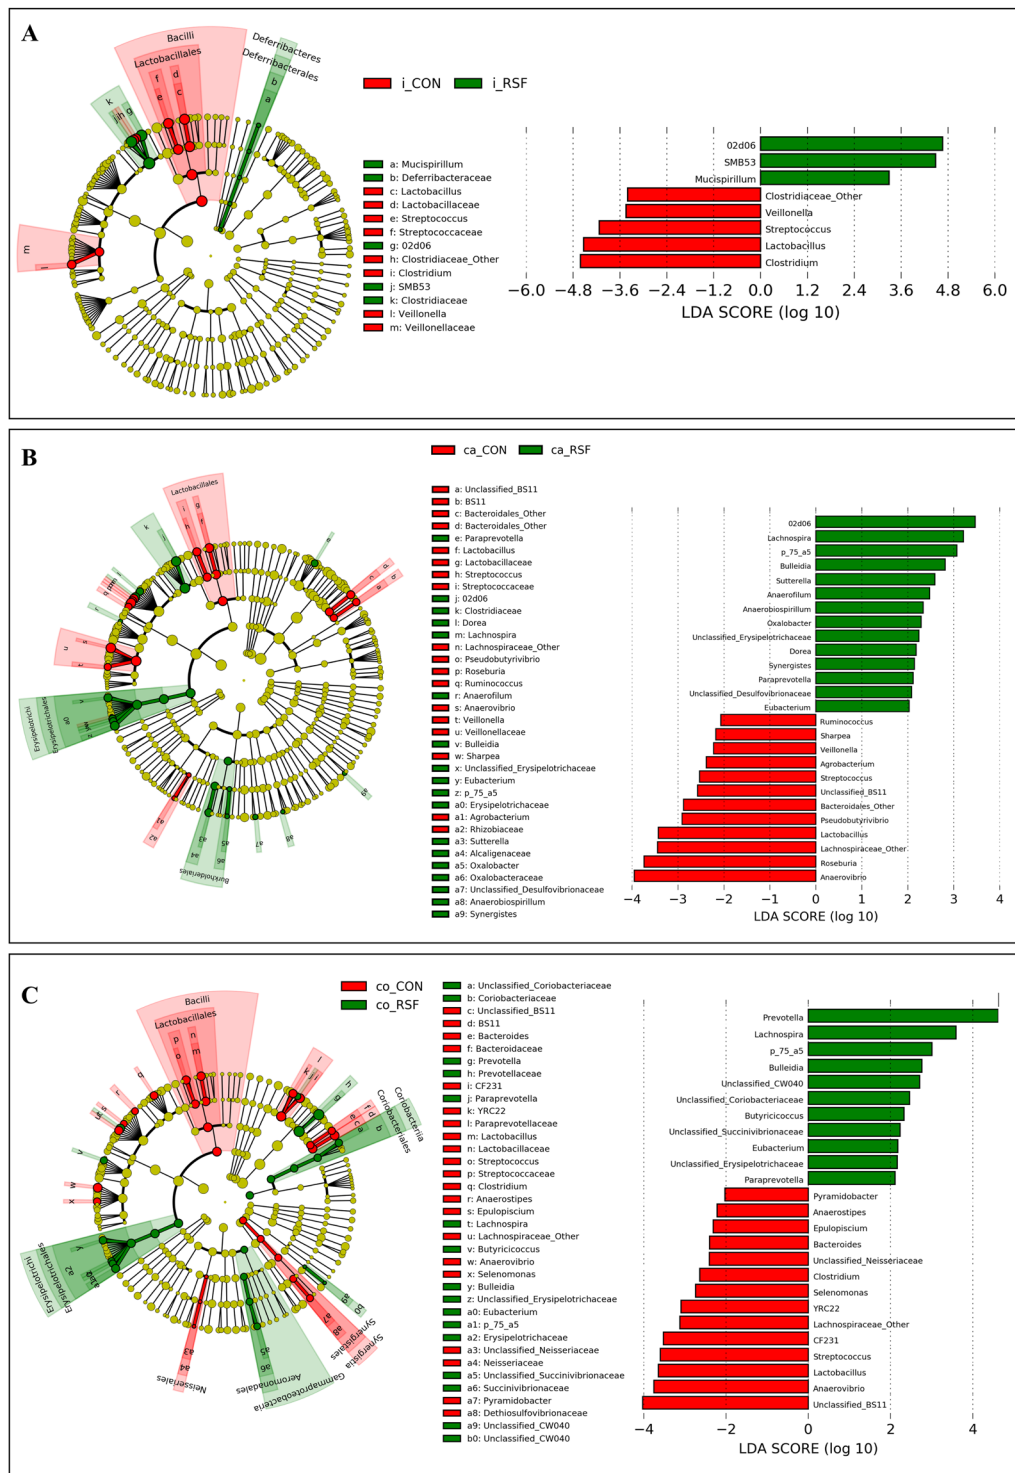 A
Bacilli
Lactobacillales
Deferribacteres
Deferribacterales
f
d
e
c
b
a
k
g
m
l
i_CON
i_RSF
a: Mucispirillum
b: Deferribacteraceae
c: Lactobacillus
d: Lactobacillaceae
e: Streptococcus
f: Streptococcaceae
g: 02d06
h: Clostridiaceae_Other
i: Clostridium
j: SMB53
k: Clostridiaceae
l: Veillonella
m: Veillonellaceae
02d06
SMB53
Mucispirillum
Clostridiaceae_Other
Veillonella
Streptococcus
Lactobacillus
Clostridium
−6.0 −4.8 −3.6 −2.4 −1.2 0.0 1.2 2.4 3.6 4.8 6.0
LDA SCORE (log 10)
B
Lactobacillales
Erysipelotrichi
Erysipelotrichales
Burkholderiales
ca_CON
ca_RSF
a: Unclassified_BS11
b: BS11
c: Bacteroidales_Other
d: Bacteroidales_Other
e: Paraprevotella
f: Lactobacillus
g: Lactobacillaceae
h: Streptococcus
i: Streptococcaceae
j: 02d06
k: Clostridiaceae
l: Dorea
m: Lachnospira
n: Lachnospiraceae_Other
o: Pseudobutyrivibrio
p: Roseburia
q: Ruminococcus
r: Anaerofilum
s: Anaerovibrio
t: Veillonella
u: Veillonellaceae
v: Bulleidia
w: Sharpea
x: Unclassified_Erysipelotrichaceae
y: Eubacterium
z: p_75_a5
a0: Erysipelotrichaceae
a1: Agrobacterium
a2: Rhizobiaceae
a3: Sutterella
a4: Alcaligenaceae
a5: Oxalobacter
a6: Oxalobacteraceae
a7: Unclassified_Desulfovibrionaceae
a8: Anaerobiospirillum
a9: Synergistes
02d06
Lachnospira
p_75_a5
Bulleidia
Sutterella
Anaerofilum
Anaerobiospirillum
Oxalobacter
Unclassified_Erysipelotrichaceae
Dorea
Synergistes
Paraprevotella
Unclassified_Desulfovibrionaceae
Eubacterium
Ruminococcus
Sharpea
Veillonella
Agrobacterium
Streptococcus
Unclassified_BS11
Bacteroidales_Other
Pseudobutyrivibrio
Lactobacillus
Lachnospiraceae_Other
Roseburia
Anaerovibrio
−4 −3 −2 −1 0 1 2 3 4
LDA SCORE (log 10)
C
Bacilli
Lactobacillales
Coriobacteriia
Coriobacteriales
Erysipelotrichi
Erysipelotrichales
Neisseriales
Aeromonadales
Gammaproteobacteria
Synergistales
Synergistia
co_CON
co_RSF
a: Unclassified_Coriobacteriaceae
b: Coriobacteriaceae
c: Unclassified_BS11
d: BS11
e: Bacteroides
f: Bacteroidaceae
g: Prevotella
h: Prevotellaceae
i: CF231
j: Paraprevotella
k: YRC22
l: Paraprevotellaceae
m: Lactobacillus
n: Lactobacillaceae
o: Streptococcus
p: Streptococcaceae
q: Clostridium
r: Anaerostipes
s: Epulopiscium
t: Lachnospira
u: Lachnospiraceae_Other
v: Butyricicoccus
w: Anaerovibrio
x: Selenomonas
y: Bulleidia
z: Unclassified_Erysipelotrichaceae
a0: Eubacterium
a1: p_75_a5
a2: Erysipelotrichaceae
a3: Unclassified_Neisseriaceae
a4: Neisseriaceae
a5: Unclassified_Succinivibrionaceae
a6: Succinivibrionaceae
a7: Pyramidobacter
a8: Dethiosulfovibrionaceae
a9: Unclassified_CW040
b0: Unclassified_CW040
Prevotella
Lachnospira
p_75_a5
Bulleidia
Unclassified_CW040
Unclassified_Coriobacteriaceae
Butyricicoccus
Unclassified_Succinivibrionaceae
Eubacterium
Unclassified_Erysipelotrichaceae
Paraprevotella
Pyramidobacter
Anaerostipes
Epulopiscium
Bacteroides
Unclassified_Neisseriaceae
Clostridium
Selenomonas
YRC22
Lachnospiraceae_Other
CF231
Streptococcus
Lactobacillus
Anaerovibrio
Unclassified_BS11
−4 −2 0 2 4
LDA SCORE (log 10)